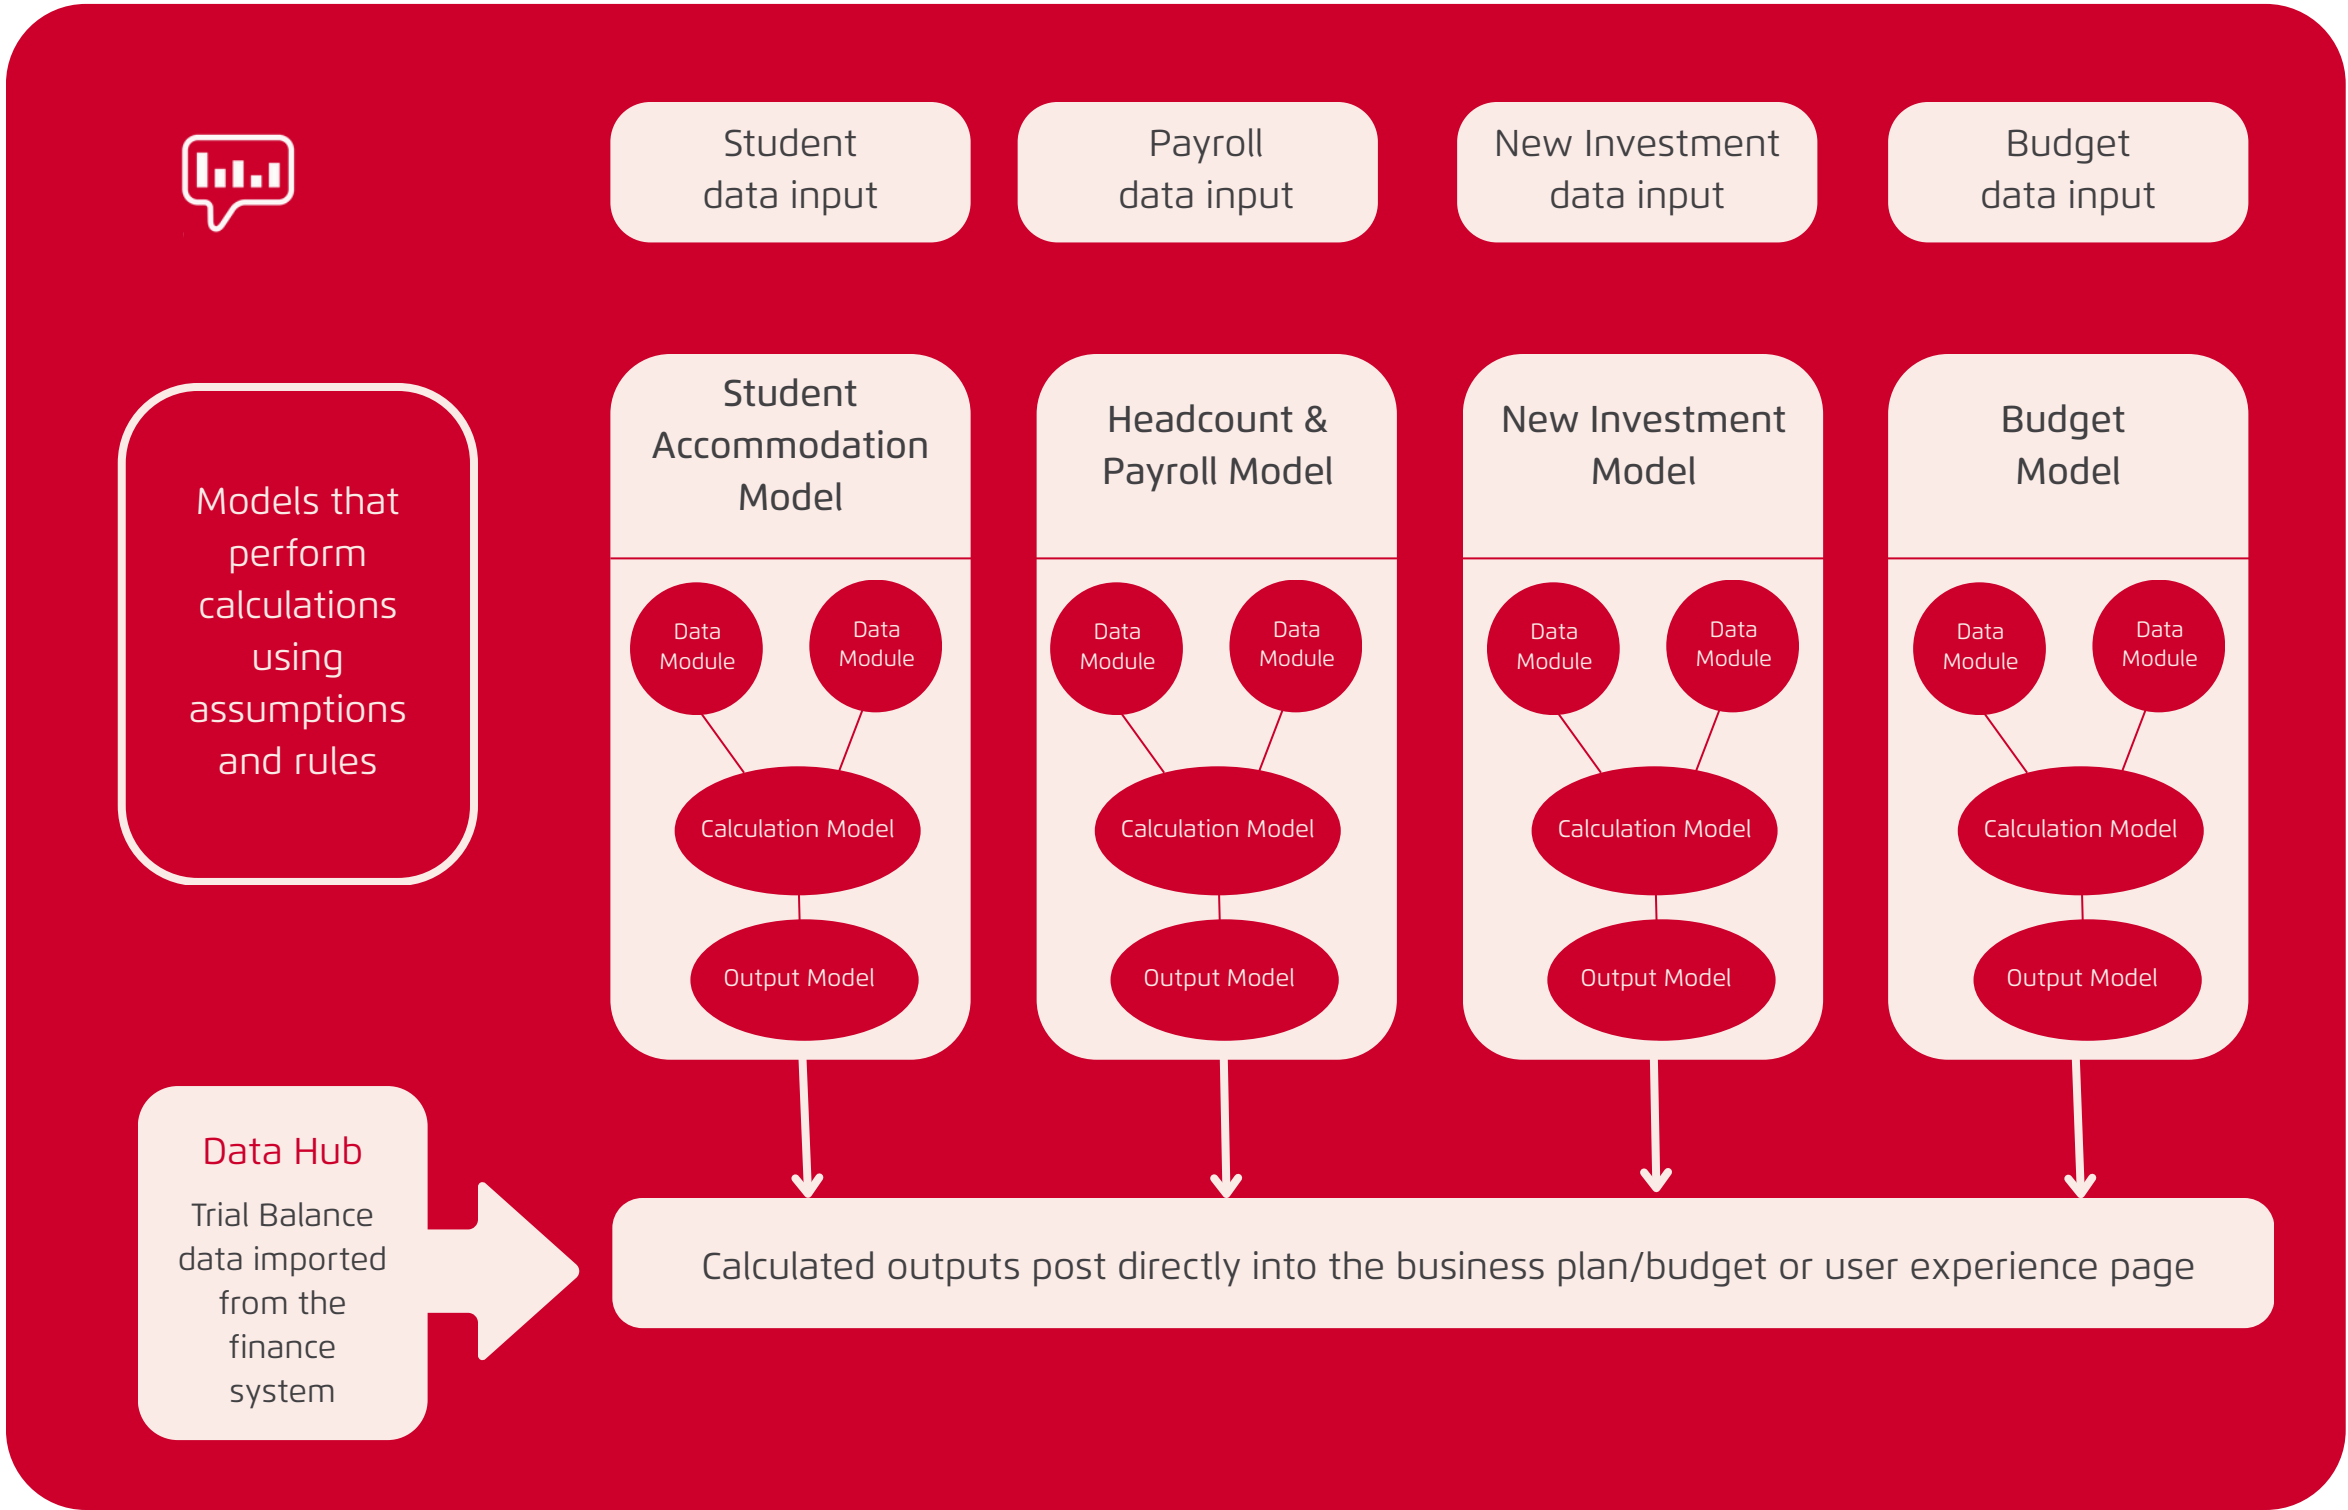 Student
data input
Payroll
data input
New Investment
data input
Budget
data input
Models that
perform
calculations
using
assumptions
and rules
Student
Accommodation
Model
Data
Module
Data
Module
Calculation Model
Output Model
Headcount &
Payroll Model
Data
Module
Data
Module
Calculation Model
Output Model
New Investment
Model
Data
Module
Data
Module
Calculation Model
Output Model
Budget
Model
Data
Module
Data
Module
Calculation Model
Output Model
Data Hub
Trial Balance
data imported
from the
finance
system
Calculated outputs post directly into the business plan/budget or user experience page